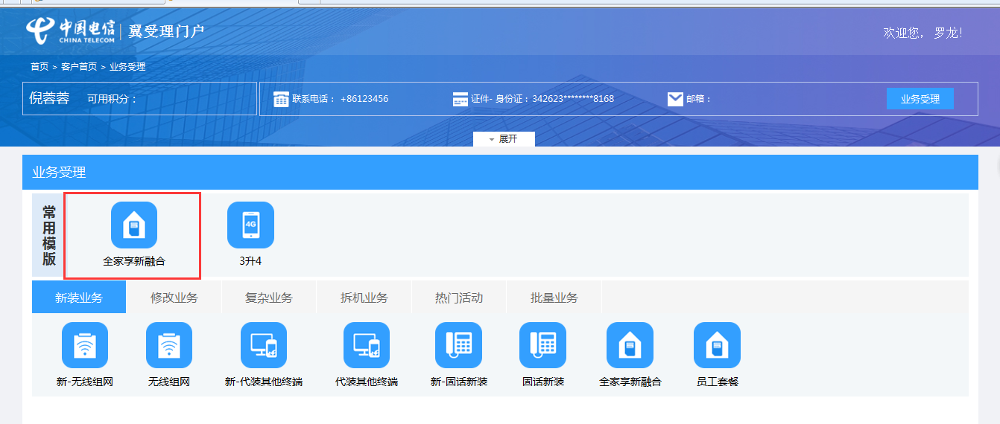 中国电信 CHINA TELECOM 翼受理门户 欢迎您， 罗龙！
首页 > 客户首页 > 业务受理
倪蓉蓉 可用积分： 联系电话： +86123456 证件- 身份证：342623********8168 邮箱： 业务受理
展开
业务受理
常用模版
4G
全家享新融合 3升4
新装业务 修改业务 复杂业务 拆机业务 热门活动 批量业务
新-无线组网 无线组网 新-代装其他终端 代装其他终端 新-固话新装 固话新装 全家享新融合 员工套餐